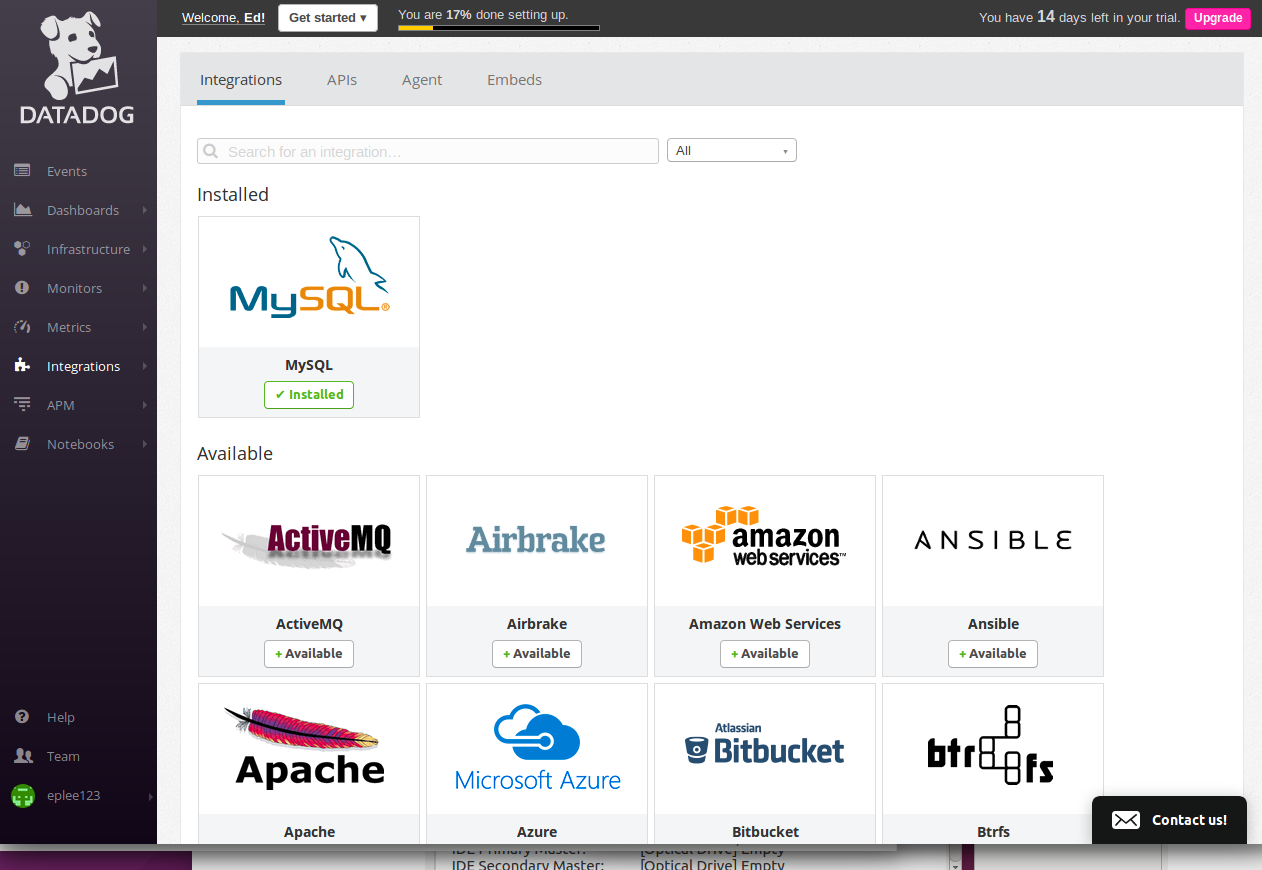 Welcome, Ed!
Get started ▾
You are 17% done setting up.
You have 14 days left in your trial.
Upgrade
DATADOG
Events
Dashboards
Infrastructure
Monitors
Metrics
Integrations
APM
Notebooks
Help
Team
eplee123
Integrations
APIs
Agent
Embeds
Search for an integration...
All
Installed
MySQL®
MySQL
✔ Installed
Available
ActiveMQ
ActiveMQ
+ Available
Airbrake
Airbrake
+ Available
amazon
web services™
Amazon Web Services
+ Available
ANSIBLE
Ansible
+ Available
Apache
Apache
Microsoft Azure
Azure
Atlassian
Bitbucket
Bitbucket
btrfs
Btrfs
Contact us!
IDE Primary Master: [Optical Drive] Empty
IDE Secondary Master: [Optical Drive] Empty